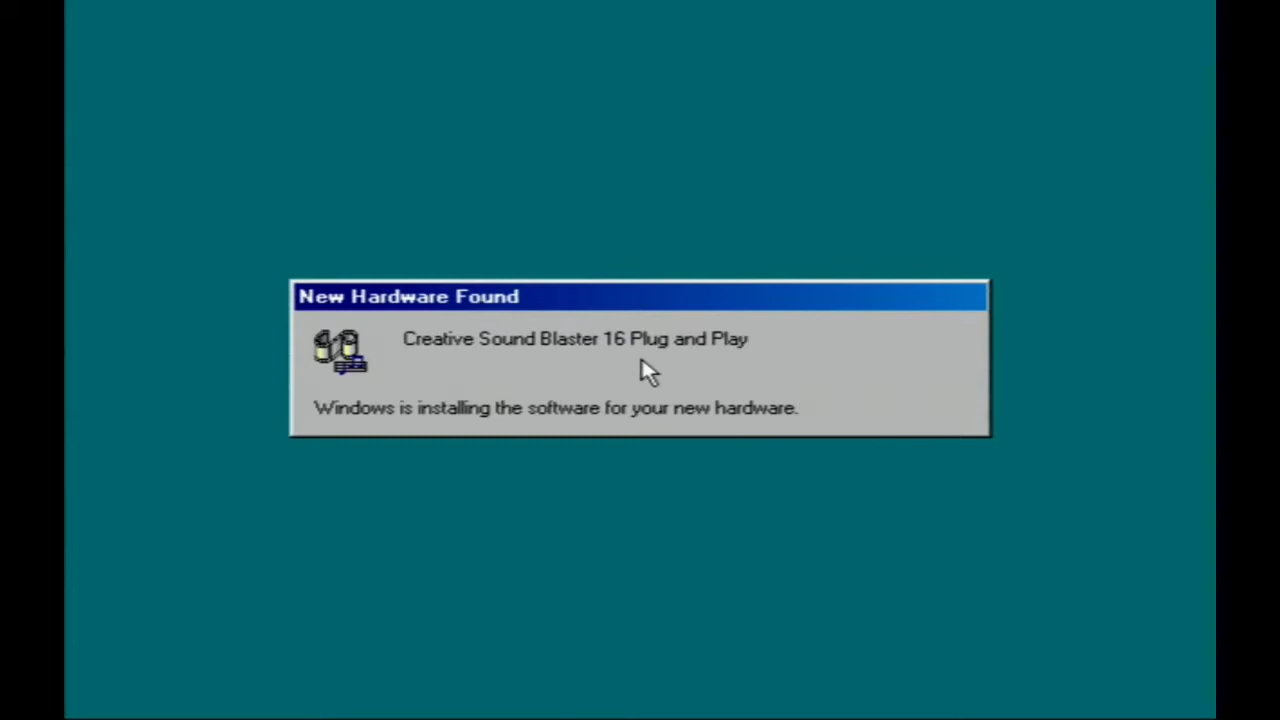 New Hardware Found
Creative Sound Blaster 16 Plug and Play
Windows is installing the software for your new hardware.